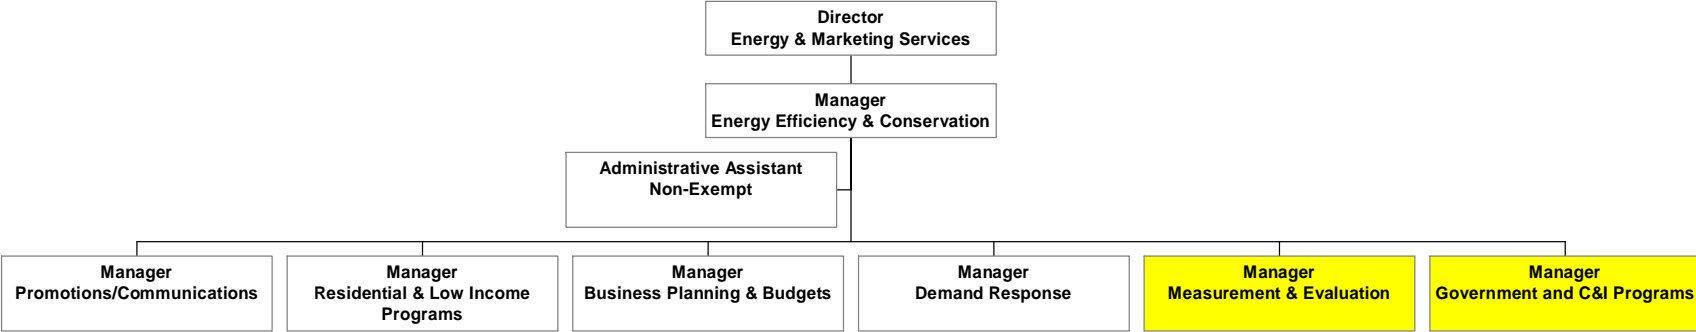 Director
Energy & Marketing Services
Manager
Energy Efficiency & Conservation
Administrative Assistant
Non-Exempt
Manager
Promotions/Communications
Manager
Residential & Low Income
Programs
Manager
Business Planning & Budgets
Manager
Demand Response
Manager
Measurement & Evaluation
Manager
Government and C&I Programs